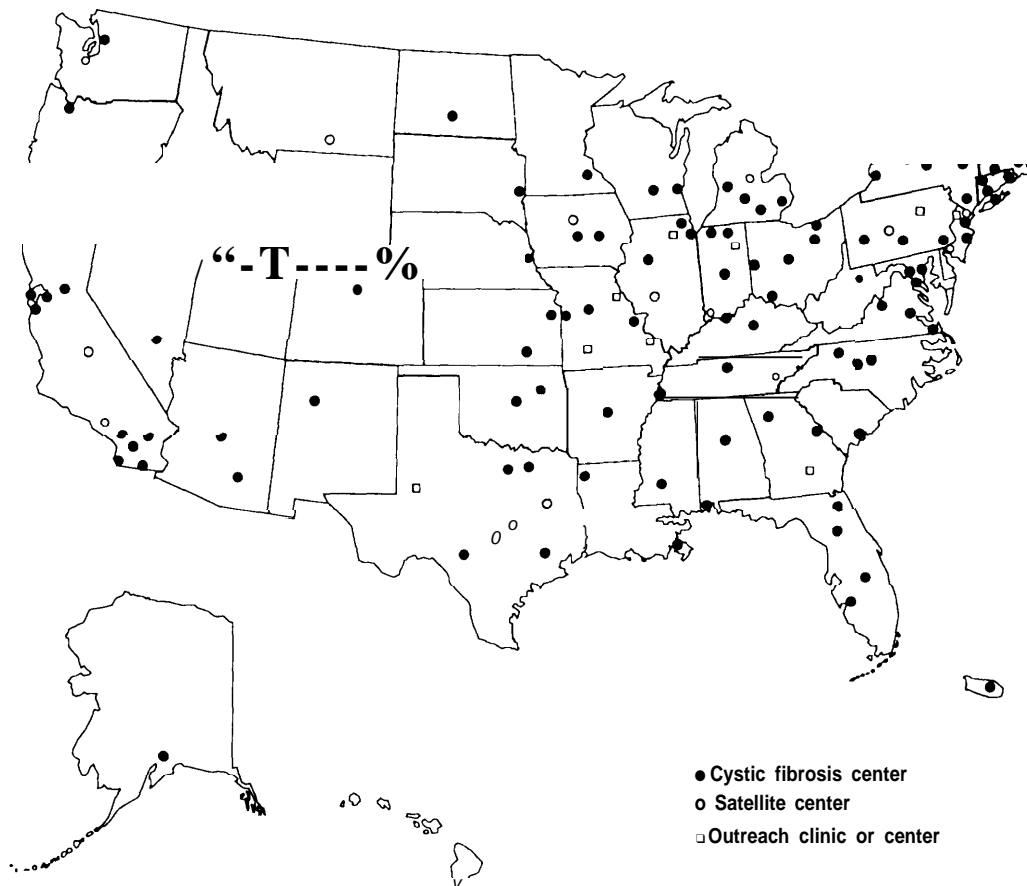 “-T----%
● Cystic fibrosis center
○ Satellite center
□ Outreach clinic or center